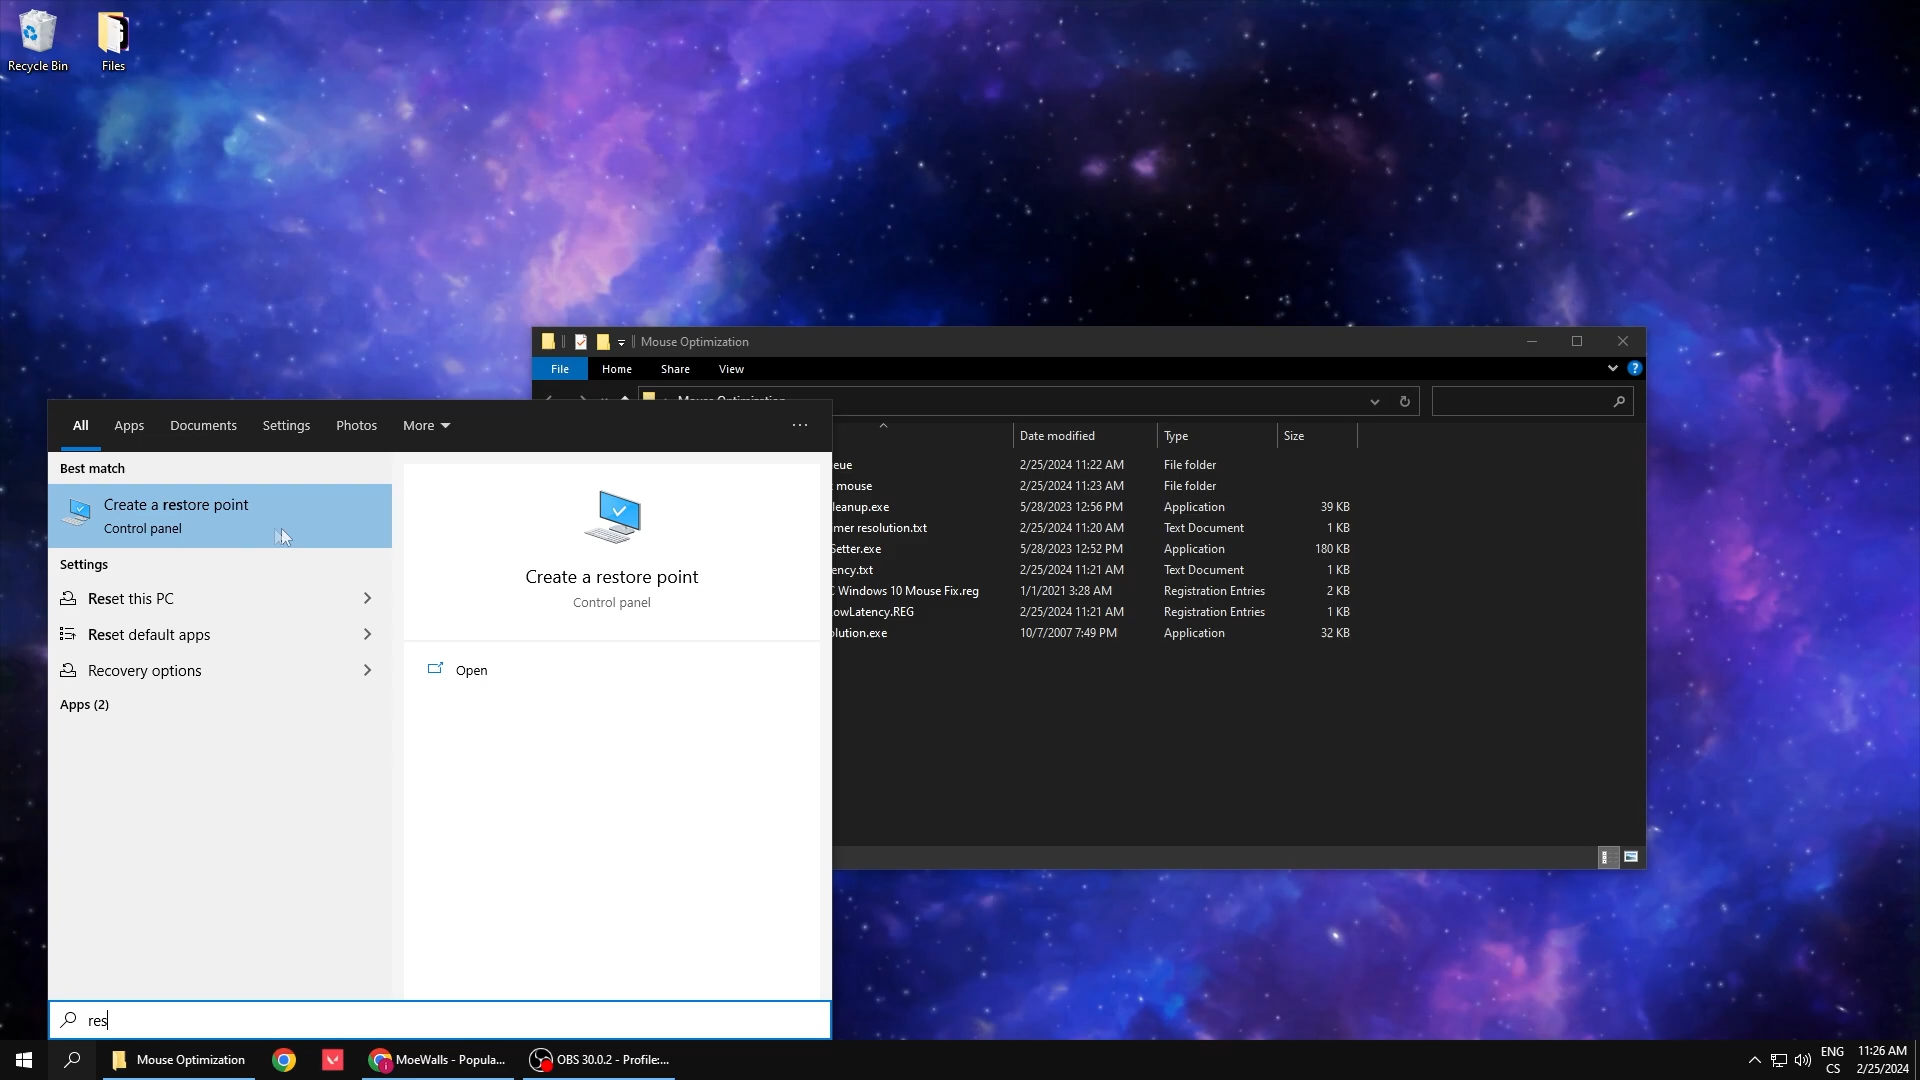 Recycle Bin
Files
Mouse Optimization
File
Home
Share
View
All
Apps
Documents
Settings
Photos
More
Date modified
Type
Size
Best match
Create a restore point
Control panel
Settings
Reset this PC
Reset default apps
Recovery options
Apps (2)
Create a restore point
Control panel
Open
eue 2/25/2024 11:22 AM File folder
mouse 2/25/2024 11:23 AM File folder
leanup.exe 5/28/2023 12:56 PM Application 39 KB
mer resolution.txt 2/25/2024 11:20 AM Text Document 1 KB
Setter.exe 5/28/2023 12:52 PM Application 180 KB
ency.txt 2/25/2024 11:21 AM Text Document 1 KB
Windows 10 Mouse Fix.reg 1/1/2021 3:28 AM Registration Entries 2 KB
owLatency.REG 2/25/2024 11:21 AM Registration Entries 1 KB
olution.exe 10/7/2007 7:49 PM Application 32 KB
res
Mouse Optimization
MoeWalls - Popula...
OBS 30.0.2 - Profile:...
ENG
CS
11:26 AM
2/25/2024